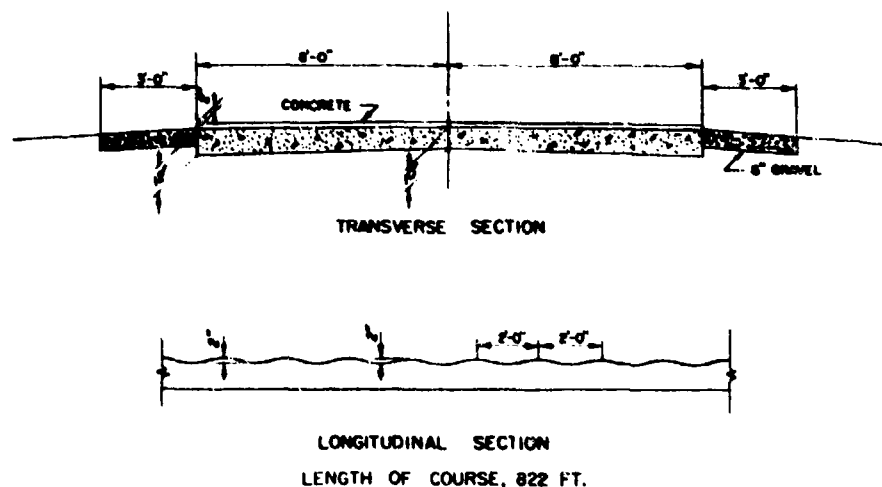 8'-0" 8'-0"
3'-0" 3'-0"
CONCRETE
8" GRAVEL
TRANSVERSE SECTION
2'-0" 2'-0"
LONGITUDINAL SECTION
LENGTH OF COURSE, 822 FT.